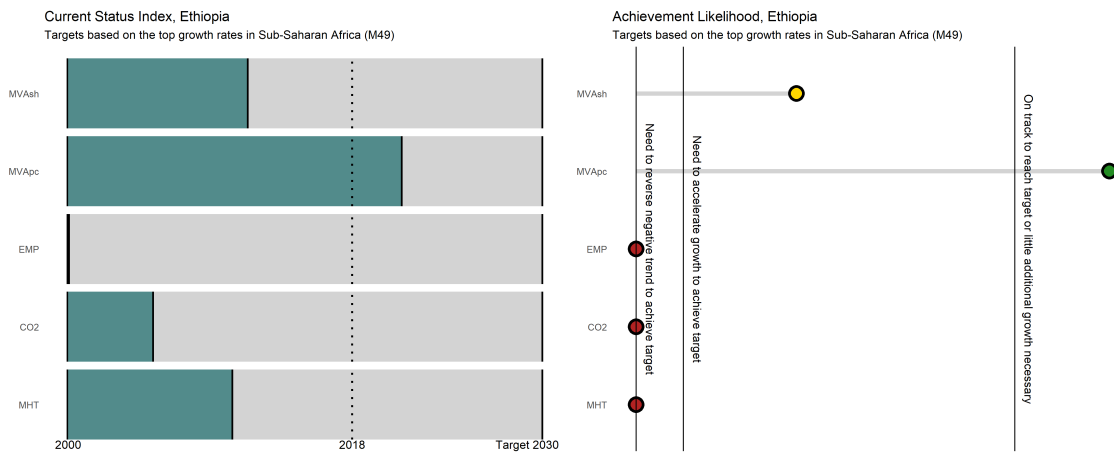 Current Status Index, Ethiopia
Targets based on the top growth rates in Sub-Saharan Africa (M49)
MVAsh
MVApc
EMP
CO2
MHT
2000
2018
Target 2030
Achievement Likelihood, Ethiopia
Targets based on the top growth rates in Sub-Saharan Africa (M49)
MVAsh
MVApc
EMP
CO2
MHT
Need to reverse negative trend to achieve target
Need to accelerate growth to achieve target
On track to reach target or little additional growth necessary